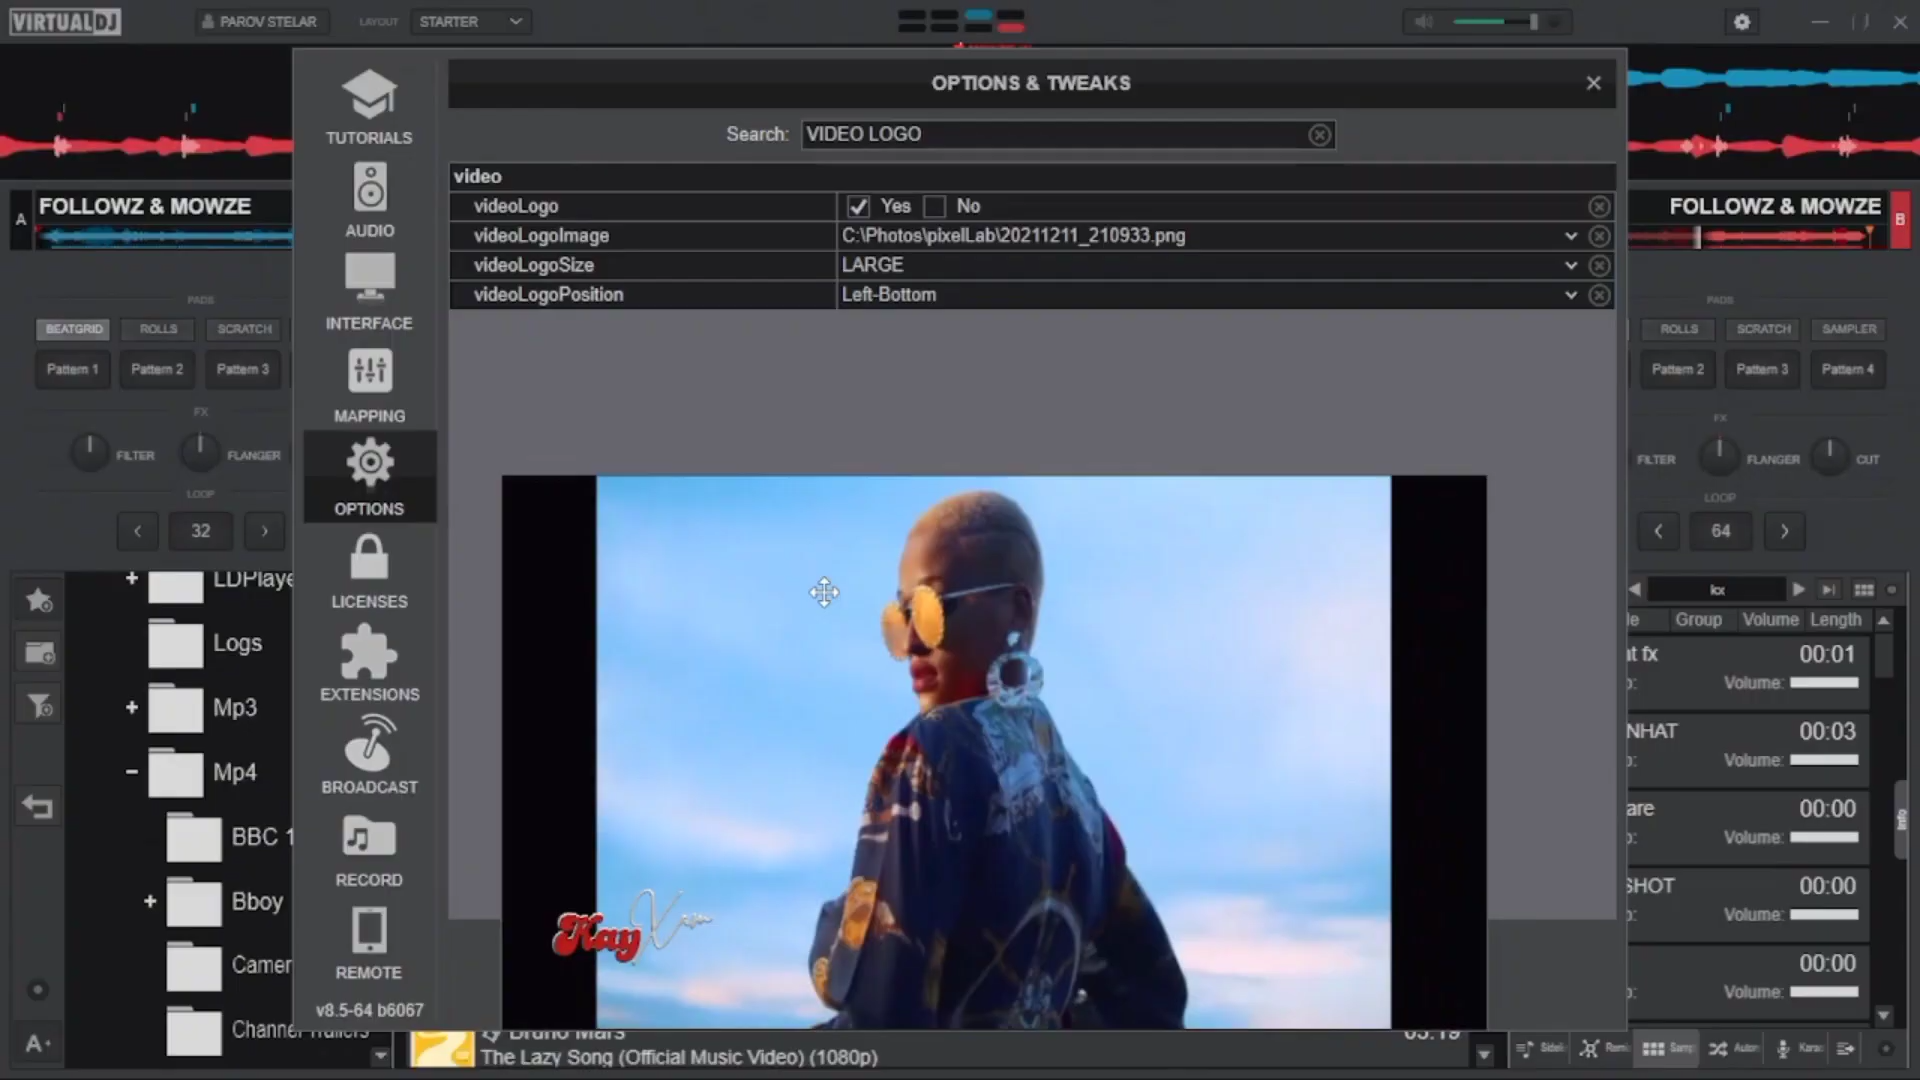 VIRTUALDJ
PAROV STELAR
LAYOUT
STARTER
OPTIONS & TWEAKS
Search: VIDEO LOGO
video
videoLogo Yes No
videoLogoImage C:\Photos\pixelLab\20211211_210933.png
videoLogoSize LARGE
videoLogoPosition Left-Bottom
TUTORIALS
AUDIO
INTERFACE
MAPPING
OPTIONS
LICENSES
EXTENSIONS
BROADCAST
RECORD
REMOTE
v8.5-64 b6067
A
FOLLOWZ & MOWZE
PADS
BEATGRID ROLLS SCRATCH
Pattern 1 Pattern 2 Pattern 3
FX
FILTER FLANGER
LOOP
32
Logs
Mp3
Mp4
BBC 1
Bboy
A+
Kay
The Lazy Song (Official Music Video) (1080p)
FOLLOWZ & MOWZE
B
PADS
ROLLS SCRATCH SAMPLER
Pattern 2 Pattern 3 Pattern 4
FX
FILTER FLANGER CUT
LOOP
64
kx
Group Volume Length
00:01
Volume:
00:03
Volume:
00:00
Volume:
00:00
Volume:
00:00
Volume:
Info